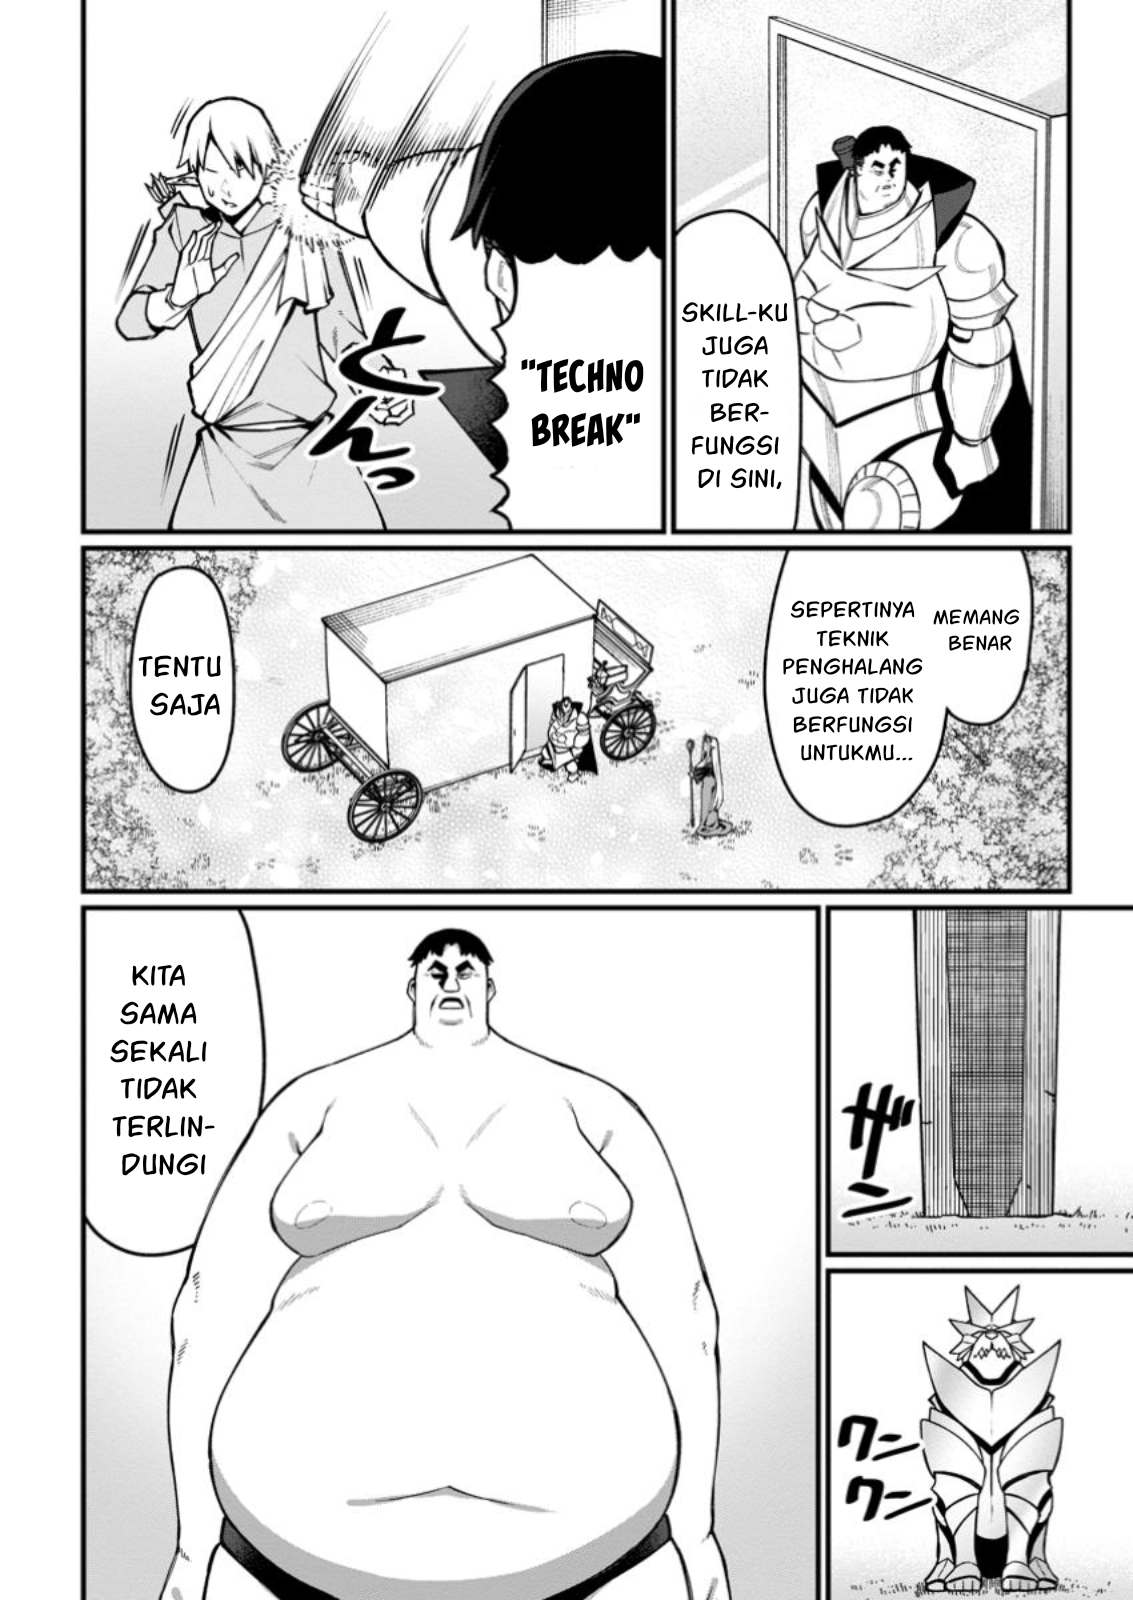 SKILL-KU
JUGA
TIDAK
BER-
FUNGSI
DI SINI,
"TECHNO
BREAK"
とんっ
MEMANG
BENAR
SEPERTINYA
TEKNIK
PENGHALANG
JUGA TIDAK
BERFUNGSI
UNTUKMU...
TENTU
SAJA
ザン
クン
クン
KITA
SAMA
SEKALI
TIDAK
TERLIN-
DUNGI